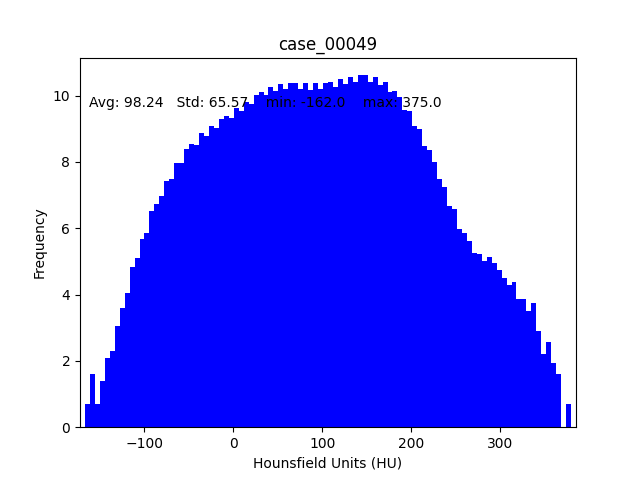 case_00049
Avg: 98.24 Std: 65.57 min: -162.0 max: 375.0
Frequency
10
8
6
4
2
0
−100 0 100 200 300
Hounsfield Units (HU)